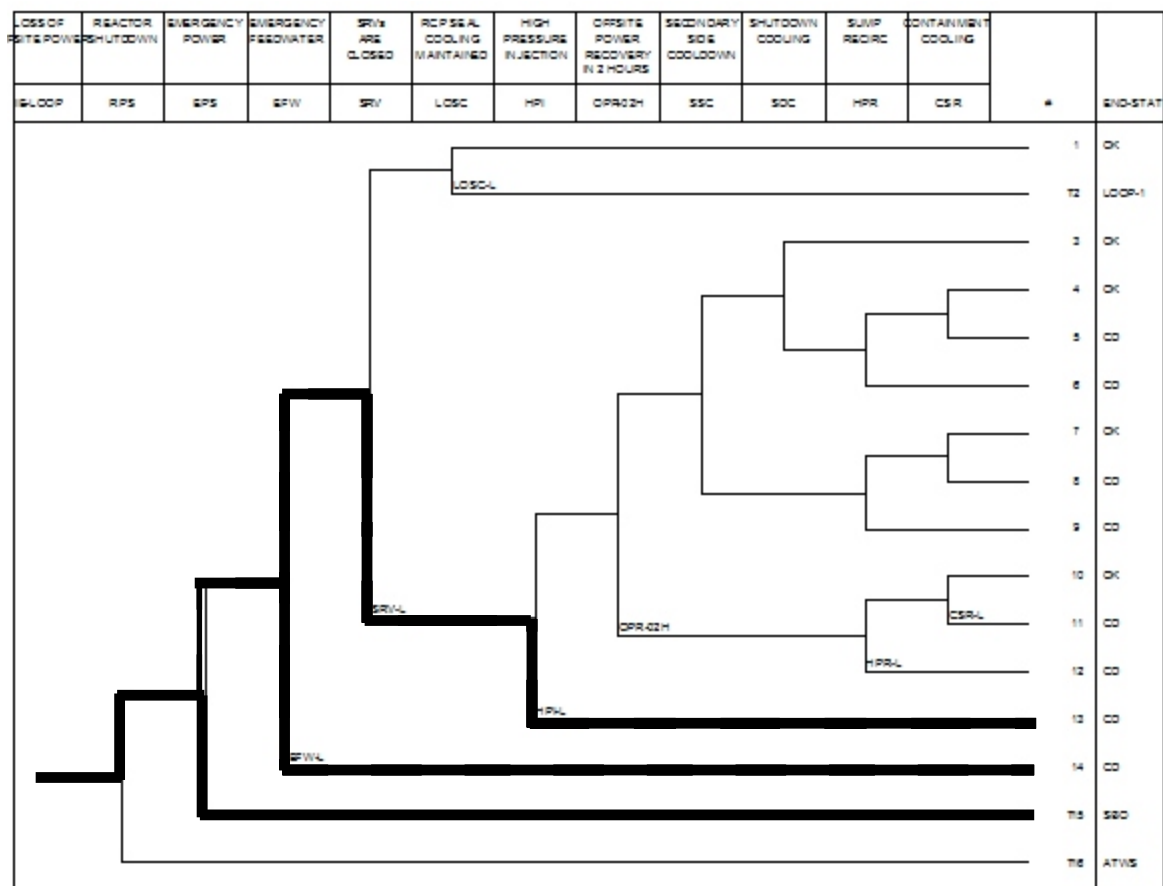 LOSS OF
SITE POWER
REACTOR
SHUTDOWN
EMERGENCY
POWER
EMERGENCY
FEEDWATER
SRVs
ARE
CLOSED
RCP SEAL
COOLING
MAINTAINED
HIGH
PRESSURE
INJECTION
OFFSITE
POWER
RECOVERY
IN 2 HOURS
SECONDARY
SIDE
COOLDOWN
SHUTDOWN
COOLING
SUMP
RECIRC
CONTAINMENT
COOLING
IE-LOOP RPS EPS EFW SRV LOSC HPI OPR-02H SSC SDC HPR CSR # END-STAT
1 OK
LOSC-L
T2 LOOP-1
3 OK
4 OK
5 CD
6 CD
7 OK
8 CD
9 CD
10 OK
SRV-L
CSR-L
11 CD
OPR-02H
HPR-L
12 CD
HPI-L
13 CD
EFW-L
14 CD
T15 SBO
T16 ATWS